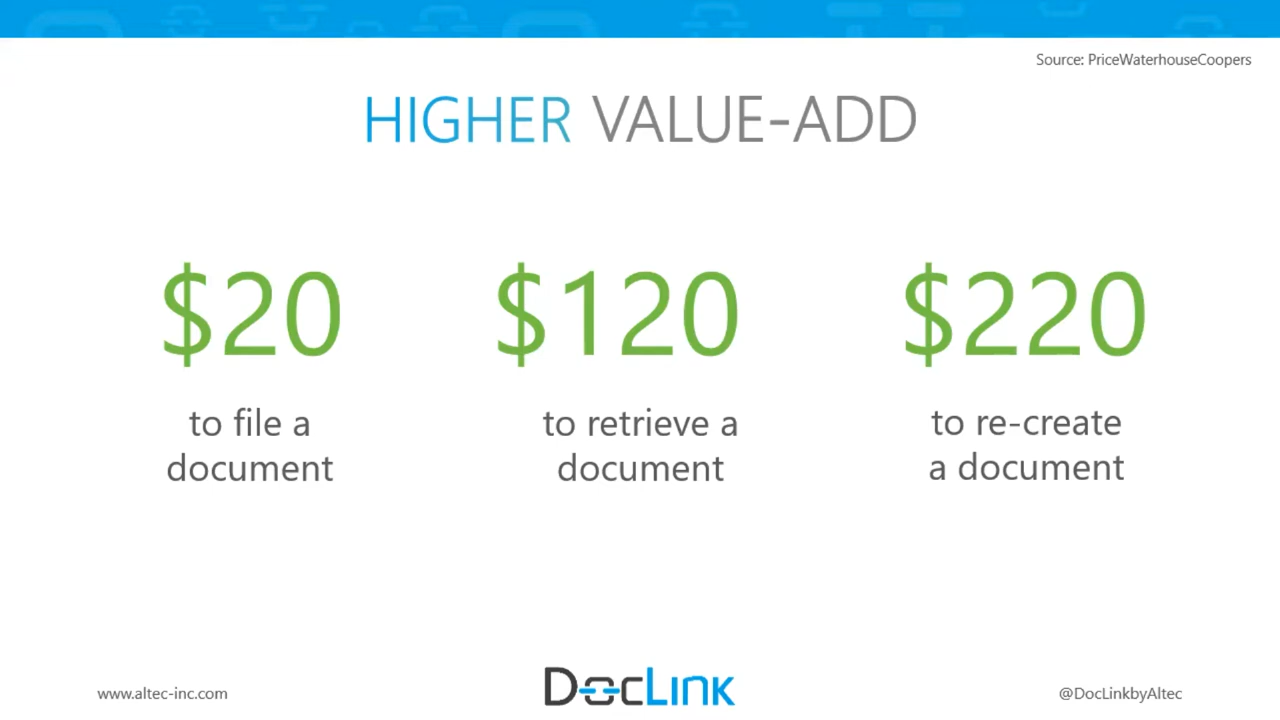 Source: PriceWaterhouseCoopers
HIGHER VALUE-ADD
$20
to file a
document
$120
to retrieve a
document
$220
to re-create
a document
www.altec-inc.com
DocLink
@DocLinkbyAltec